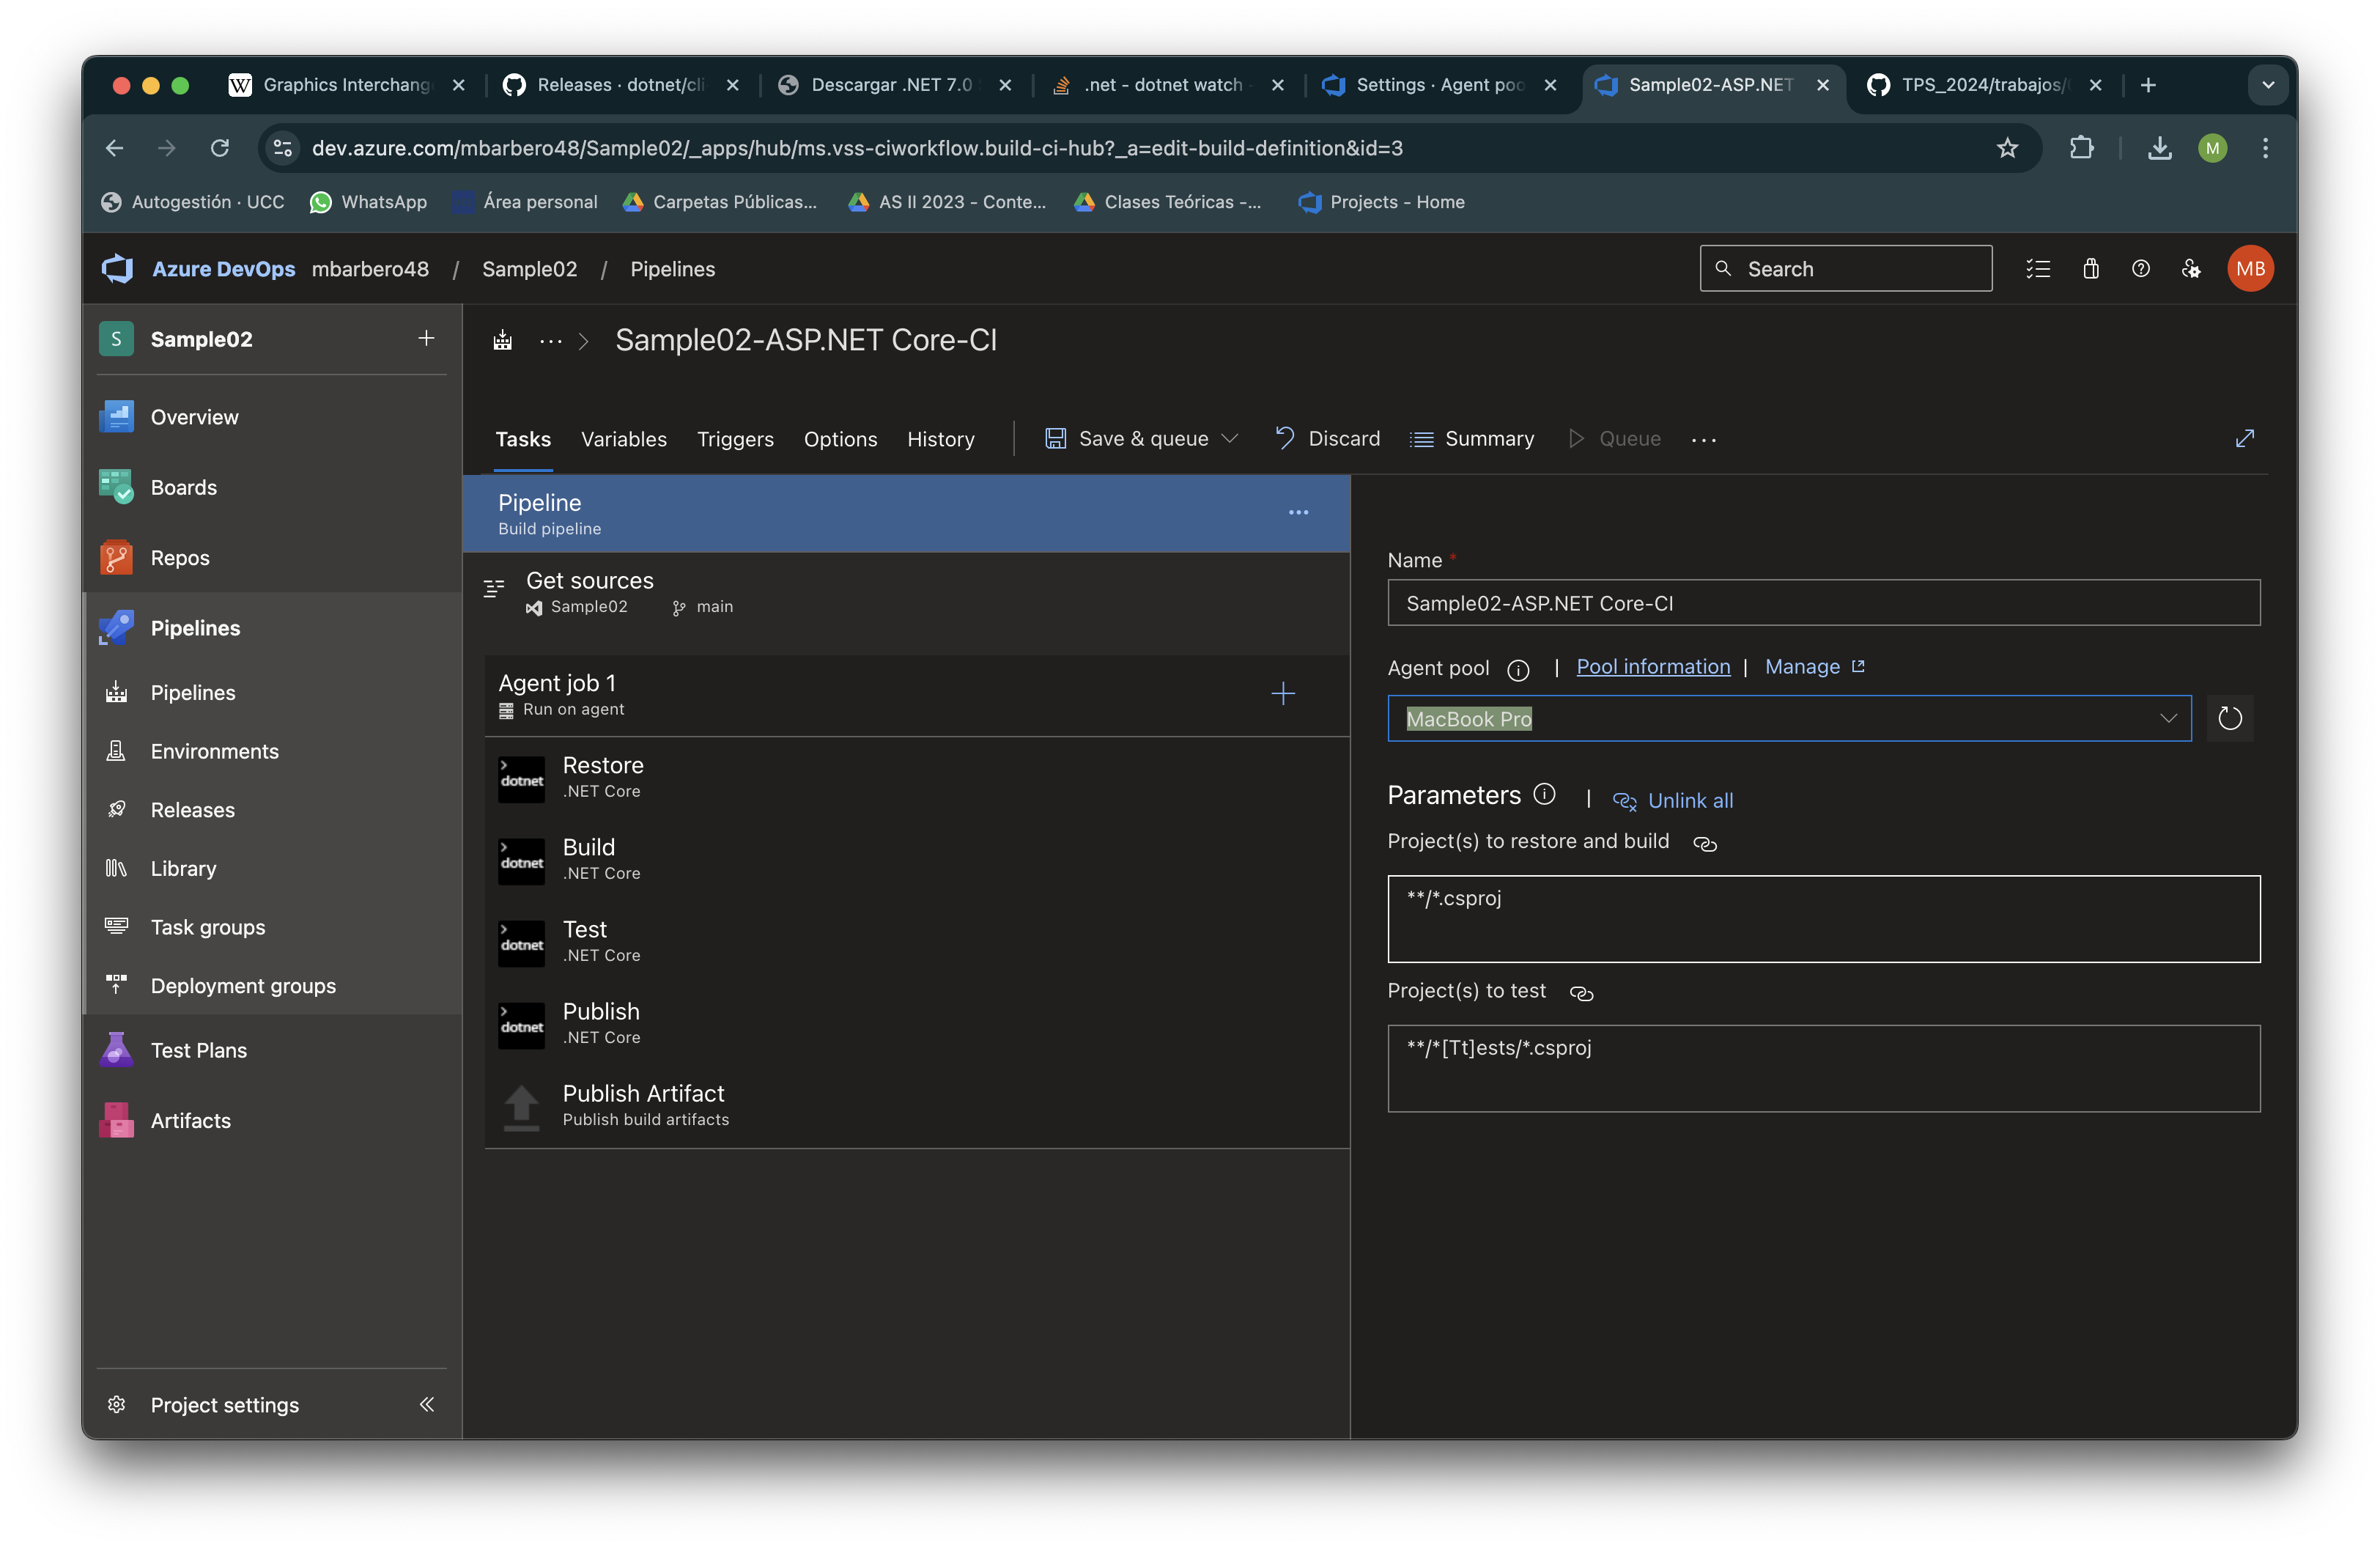 Graphics Interchang
Releases · dotnet/cli
Descargar .NET 7.0
.net - dotnet watch
Settings · Agent poo
Sample02-ASP.NET
TPS_2024/trabajos/
dev.azure.com/mbarbero48/Sample02/_apps/hub/ms.vss-ciworkflow.build-ci-hub?_a=edit-build-definition&id=3
M
Autogestión · UCC
WhatsApp
Área personal
Carpetas Públicas...
AS II 2023 - Conte...
Clases Teóricas -...
Projects - Home
Azure DevOps mbarbero48 / Sample02 / Pipelines
Search
MB
S Sample02
Overview
Boards
Repos
Pipelines
Pipelines
Environments
Releases
Library
Task groups
Deployment groups
Test Plans
Artifacts
Project settings
... > Sample02-ASP.NET Core-CI
Tasks Variables Triggers Options History
Save & queue Discard Summary Queue ...
Pipeline
Build pipeline
Get sources
Sample02 main
Agent job 1
Run on agent
dotnet Restore
.NET Core
dotnet Build
.NET Core
dotnet Test
.NET Core
dotnet Publish
.NET Core
Publish Artifact
Publish build artifacts
Name *
Sample02-ASP.NET Core-CI
Agent pool | Pool information | Manage
MacBook Pro
Parameters | Unlink all
Project(s) to restore and build
**/*.csproj
Project(s) to test
**/*[Tt]ests/*.csproj